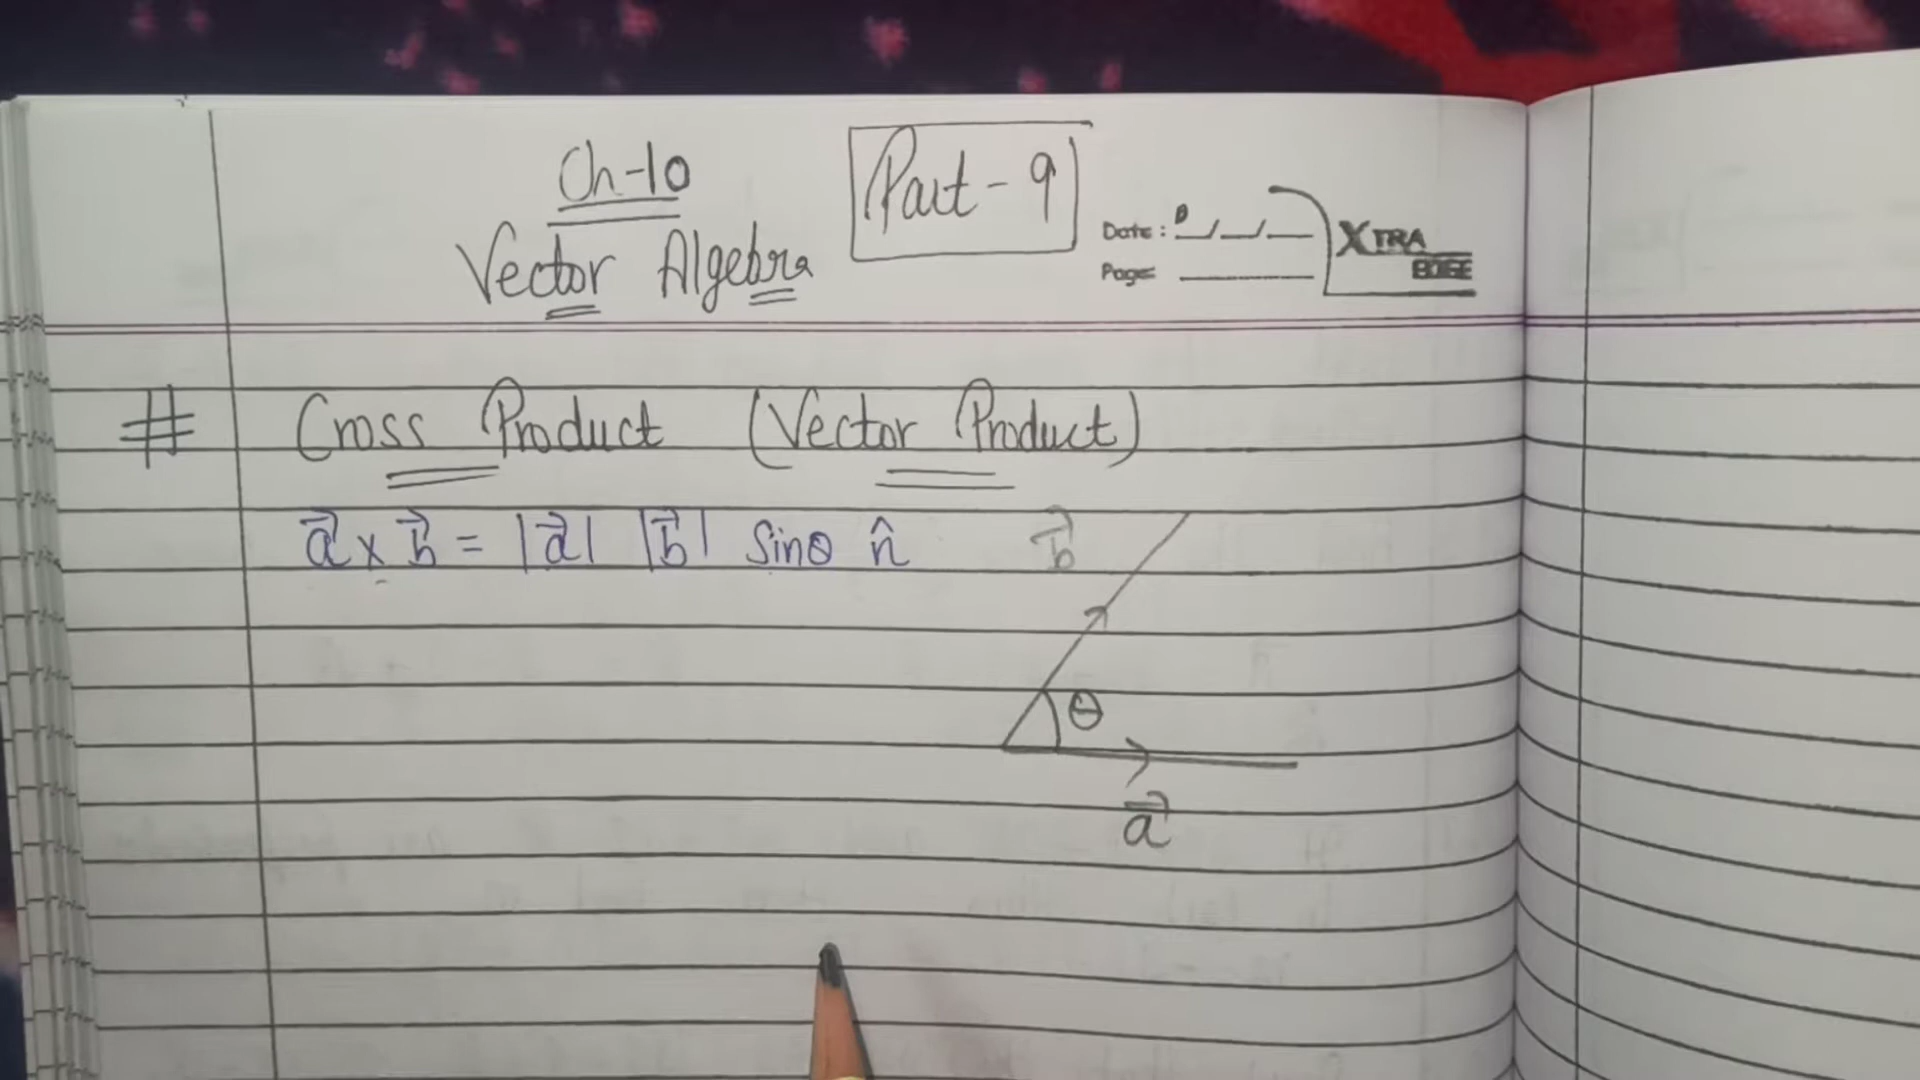 Ch-10
Part - 9
Vector Algebra
Date: _/_/_
Page
XTRA
EDGE
# Cross Product (Vector Product)
a⃗ x b⃗ = |a⃗| |b⃗| Sinθ n̂
b⃗
θ
a⃗